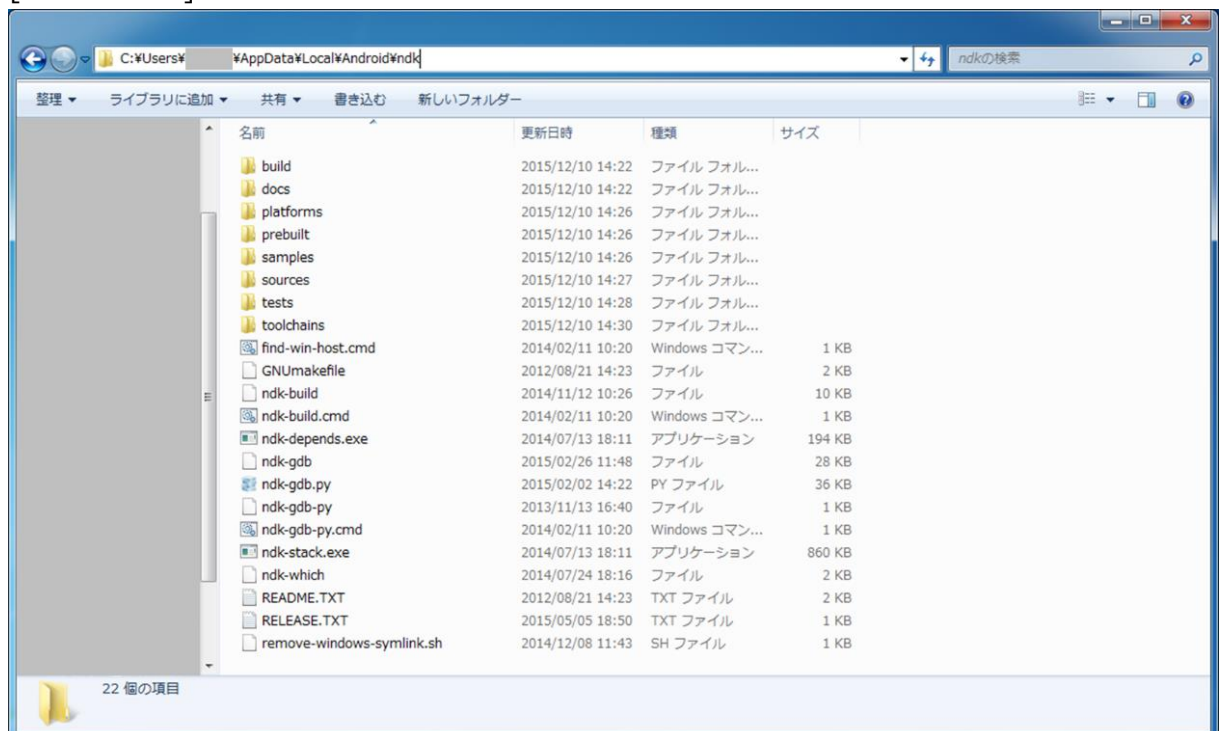 C:¥Users¥ ¥AppData¥Local¥Android¥ndk ndkの検索
整理 ライブラリに追加 共有 書き込む 新しいフォルダー
名前 更新日時 種類 サイズ
build 2015/12/10 14:22 ファイル フォル...
docs 2015/12/10 14:22 ファイル フォル...
platforms 2015/12/10 14:26 ファイル フォル...
prebuilt 2015/12/10 14:26 ファイル フォル...
samples 2015/12/10 14:26 ファイル フォル...
sources 2015/12/10 14:27 ファイル フォル...
tests 2015/12/10 14:28 ファイル フォル...
toolchains 2015/12/10 14:30 ファイル フォル...
find-win-host.cmd 2014/02/11 10:20 Windows コマン... 1 KB
GNUmakefile 2012/08/21 14:23 ファイル 2 KB
ndk-build 2014/11/12 10:26 ファイル 10 KB
ndk-build.cmd 2014/02/11 10:20 Windows コマン... 1 KB
ndk-depends.exe 2014/07/13 18:11 アプリケーション 194 KB
ndk-gdb 2015/02/26 11:48 ファイル 28 KB
ndk-gdb.py 2015/02/02 14:22 PY ファイル 36 KB
ndk-gdb-py 2013/11/13 16:40 ファイル 1 KB
ndk-gdb-py.cmd 2014/02/11 10:20 Windows コマン... 1 KB
ndk-stack.exe 2014/07/13 18:11 アプリケーション 860 KB
ndk-which 2014/07/24 18:16 ファイル 2 KB
README.TXT 2012/08/21 14:23 TXT ファイル 2 KB
RELEASE.TXT 2015/05/05 18:50 TXT ファイル 1 KB
remove-windows-symlink.sh 2014/12/08 11:43 SH ファイル 1 KB
22 個の項目